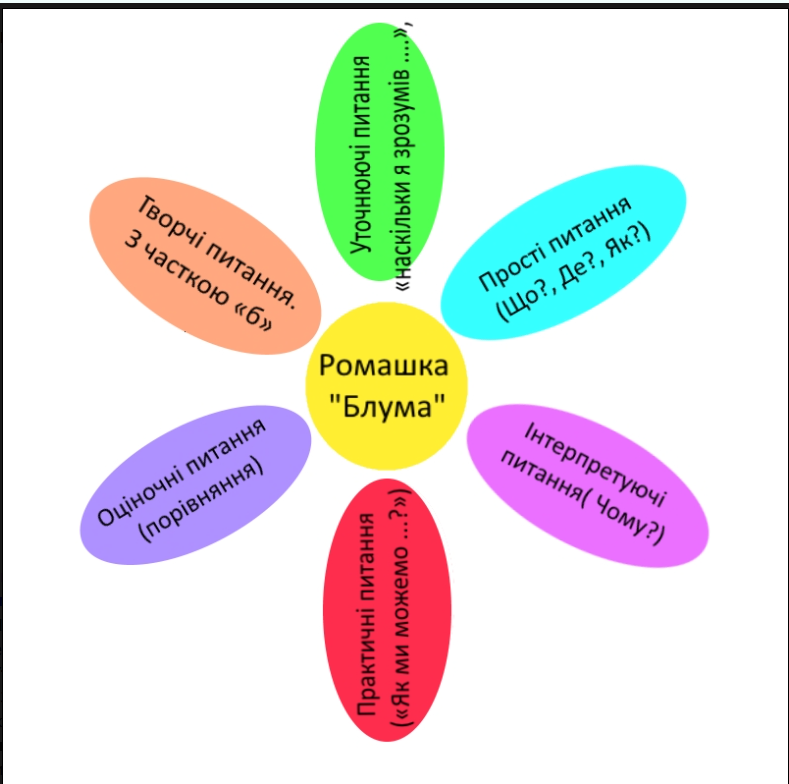 Ромашка
"Блума"
Уточнюючі питання
«наскільки я зрозумів ....»,
Прості питання
(Що?, Де?, Як?)
Інтерпретуючі
питання( Чому?)
Практичні питання
(«Як ми можемо ...?»)
Оціночні питання
(порівняння)
Творчі питання.
З часткою «б»